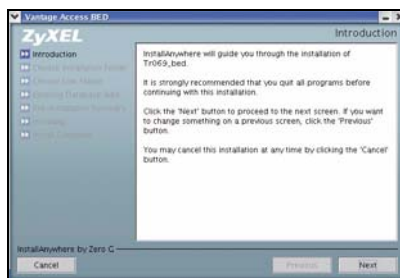 Vantage Access BED
ZyXEL
Introduction
Introduction
InstallAnywhere will guide you through the installation of
Tr069_bed.
It is strongly recommended that you quit all programs before
continuing with this installation.
Click the 'Next' button to proceed to the next screen. If you want
to change something on a previous screen, click the 'Previous'
button.
You may cancel this installation at any time by clicking the 'Cancel'
button.
InstallAnywhere by Zero G
Cancel
Previous
Next